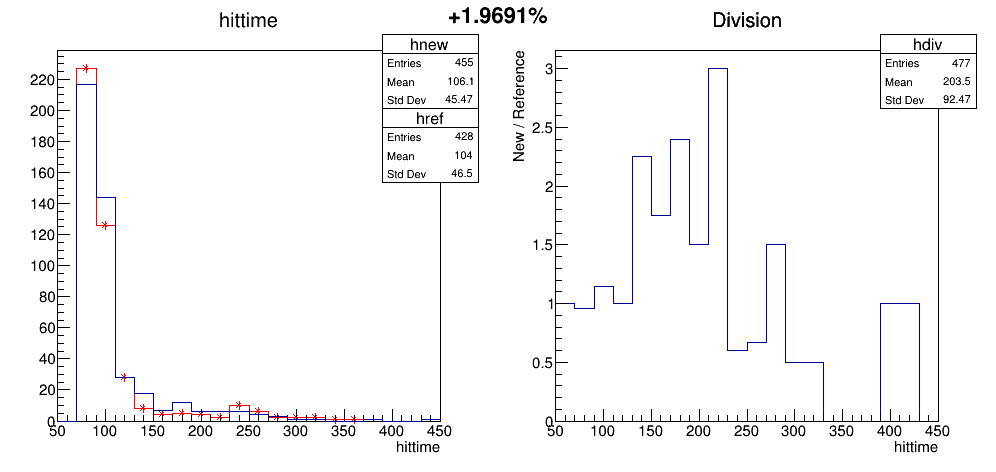 +1.9691%
hittime
hnew
Entries 455
Mean 106.1
Std Dev 45.47
href
Entries 428
Mean 104
Std Dev 46.5
220
200
180
160
140
120
100
80
60
40
20
0
50 100 150 200 250 300 350 400 450
hittime
Division
hdiv
Entries 477
Mean 203.5
Std Dev 92.47
New / Reference
3
2.5
2
1.5
1
0.5
0
50 100 150 200 250 300 350 400 450
hittime